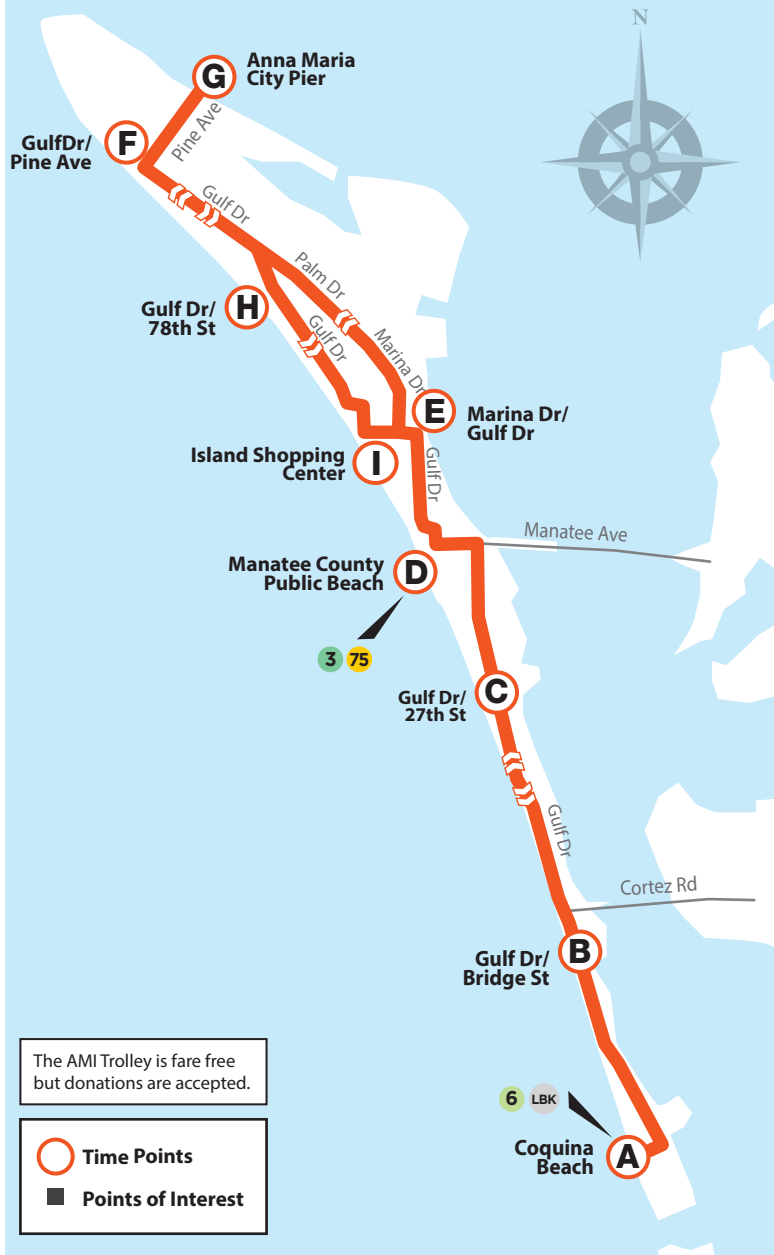 N
G
Anna Maria
City Pier
F
GulfDr/
Pine Ave
Pine Ave
Gulf Dr
Palm Dr
H
Gulf Dr/
78th St
Gulf Dr
Marina Dr
E
Marina Dr/
Gulf Dr
Island Shopping
Center
I
Gulf Dr
Manatee Ave
Manatee County
Public Beach
D
3 75
C
Gulf Dr/
27th St
Gulf Dr
Cortez Rd
B
Gulf Dr/
Bridge St
The AMI Trolley is fare free
but donations are accepted.
6 LBK
Coquina
Beach
A
Time Points
Points of Interest